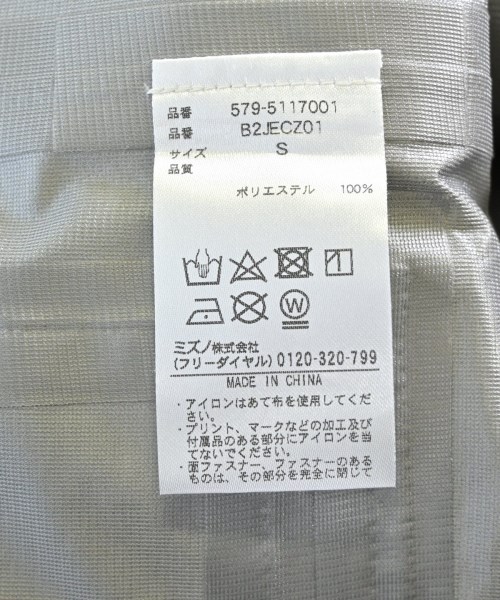 品番 579-5117001
品番 B2JECZ01
サイズ S
品質
ポリエステル 100%
W
ミズノ株式会社
(フリーダイヤル) 0120-320-799
MADE IN CHINA
・アイロンはあて布を使用してくだ
さい。
・プリント、マークなどの加工及び
付属品のある部分にアイロンを当
てないでください。
・面ファスナー、ファスナーのある
ものは、その部分を完全に閉じて